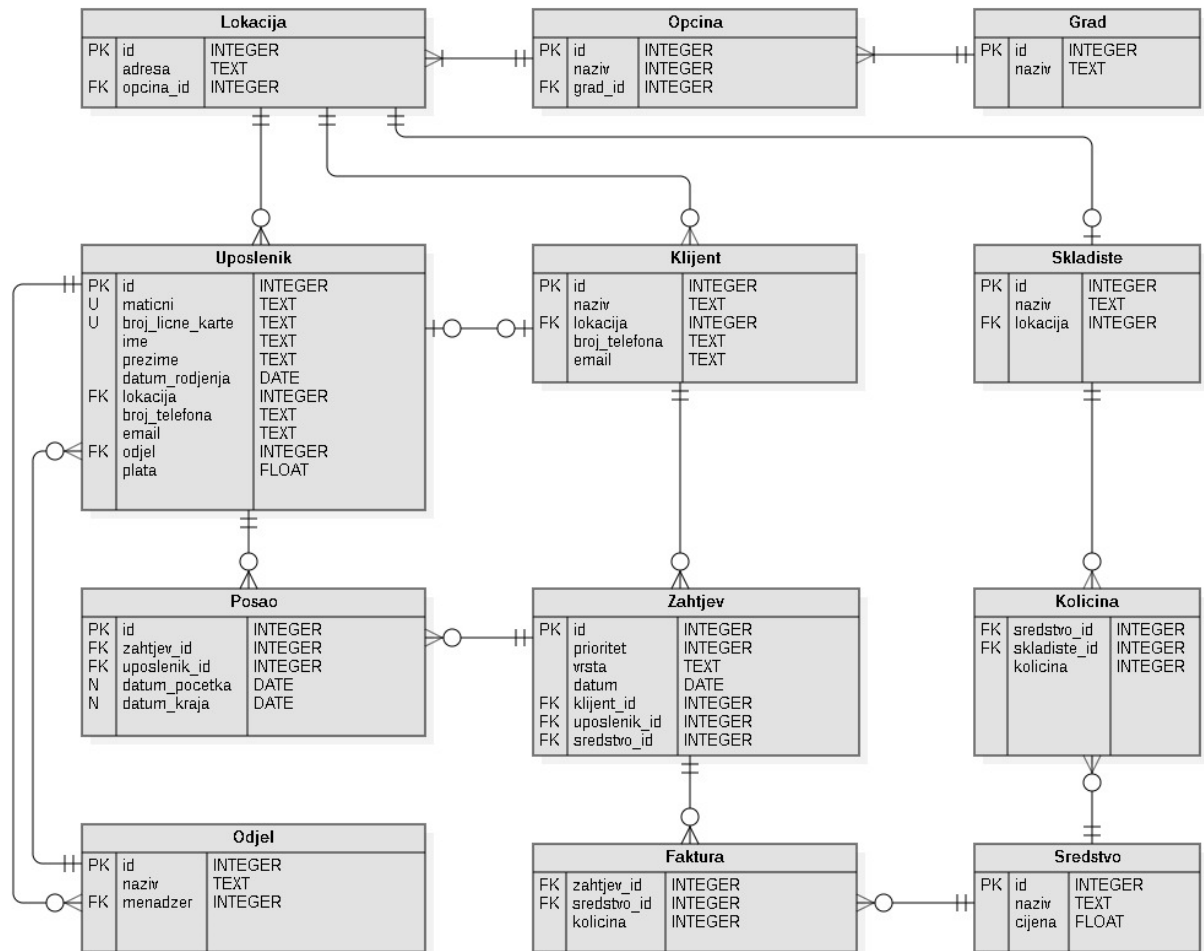 Lokacija
PK id INTEGER
adresa TEXT
FK opcina_id INTEGER
Opcina
PK id INTEGER
naziv INTEGER
FK grad_id INTEGER
Grad
PK id INTEGER
naziv TEXT
Uposlenik
PK id INTEGER
U maticni TEXT
U broj_licne_karte TEXT
ime TEXT
prezime TEXT
datum_rodjenja DATE
FK lokacija INTEGER
broj_telefona TEXT
email TEXT
FK odjel INTEGER
plata FLOAT
Klijent
PK id INTEGER
naziv TEXT
FK lokacija INTEGER
broj_telefona TEXT
email TEXT
Skladiste
PK id INTEGER
naziv TEXT
FK lokacija INTEGER
Posao
PK id INTEGER
FK zahtjev_id INTEGER
FK uposlenik_id INTEGER
N datum_pocetka DATE
N datum_kraja DATE
Zahtjev
PK id INTEGER
prioritet INTEGER
vrsta TEXT
datum DATE
FK klijent_id INTEGER
FK uposlenik_id INTEGER
FK sredstvo_id INTEGER
Kolicina
FK sredstvo_id INTEGER
FK skladiste_id INTEGER
kolicina INTEGER
Odjel
PK id INTEGER
naziv TEXT
FK menadzer INTEGER
Faktura
FK zahtjev_id INTEGER
FK sredstvo_id INTEGER
kolicina INTEGER
Sredstvo
PK id INTEGER
naziv TEXT
cijena FLOAT